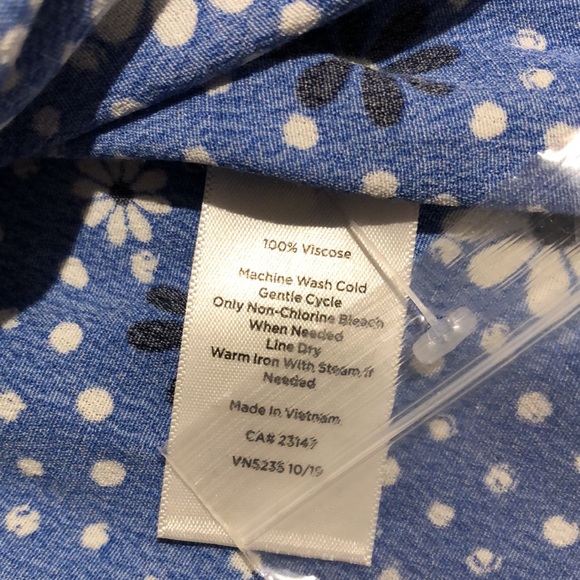 100% Viscose
Machine Wash Cold
Gentle Cycle
Only Non-Chlorine Bleach
When Needed
Line Dry
Warm Iron With Steam If
Needed
Made In Vietnam
CA# 23147
VN5235 10/19